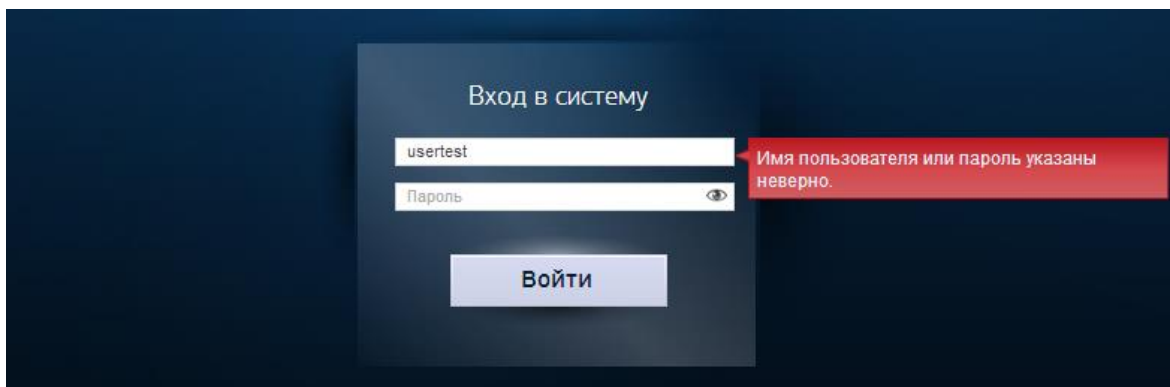 Вход в систему
usertest
Имя пользователя или пароль указаны
неверно.
Пароль
Войти